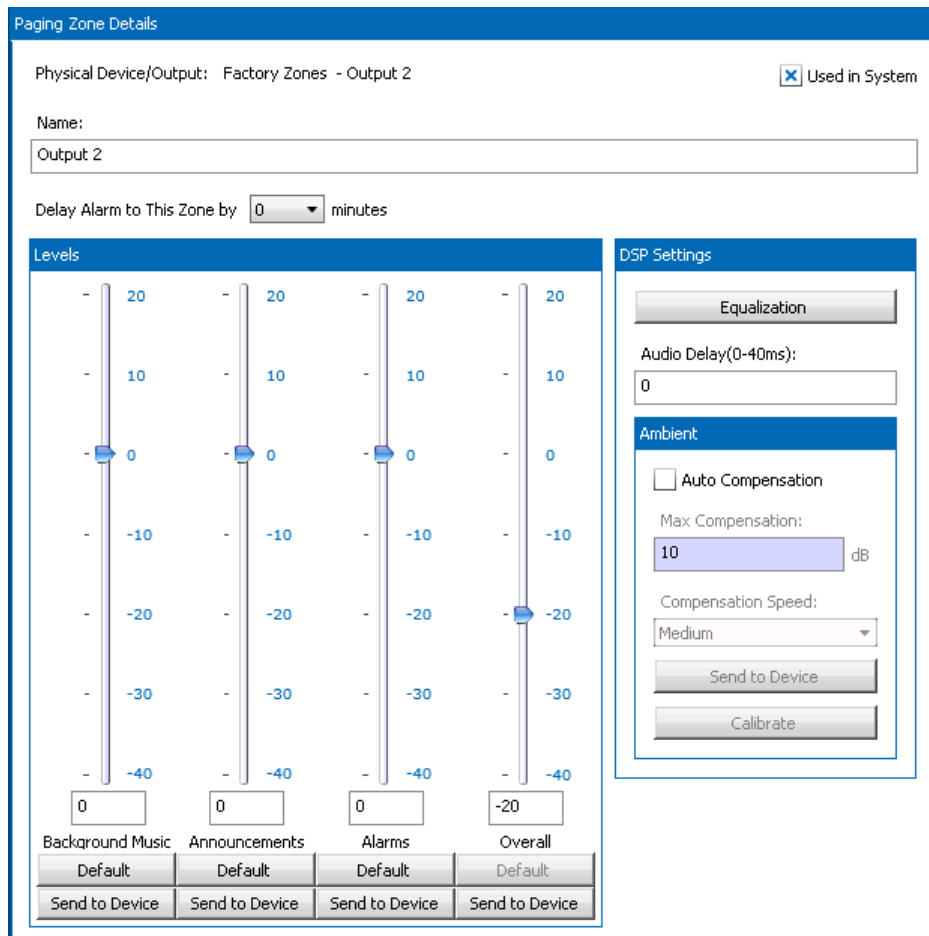 Paging Zone Details
Physical Device/Output: Factory Zones - Output 2
Used in System
Name:
Output 2
Delay Alarm to This Zone by 0 minutes
Levels
- 20 - 20 - 20 - 20
- 10 - 10 - 10 - 10
- 0 - 0 - 0 - 0
- -10 - -10 - -10 - -10
- -20 - -20 - -20 - -20
- -30 - -30 - -30 - -30
- -40 - -40 - -40 - -40
0 0 0 -20
Background Music Announcements Alarms Overall
Default Default Default Default
Send to Device Send to Device Send to Device Send to Device
DSP Settings
Equalization
Audio Delay(0-40ms):
0
Ambient
Auto Compensation
Max Compensation:
10 dB
Compensation Speed:
Medium
Send to Device
Calibrate